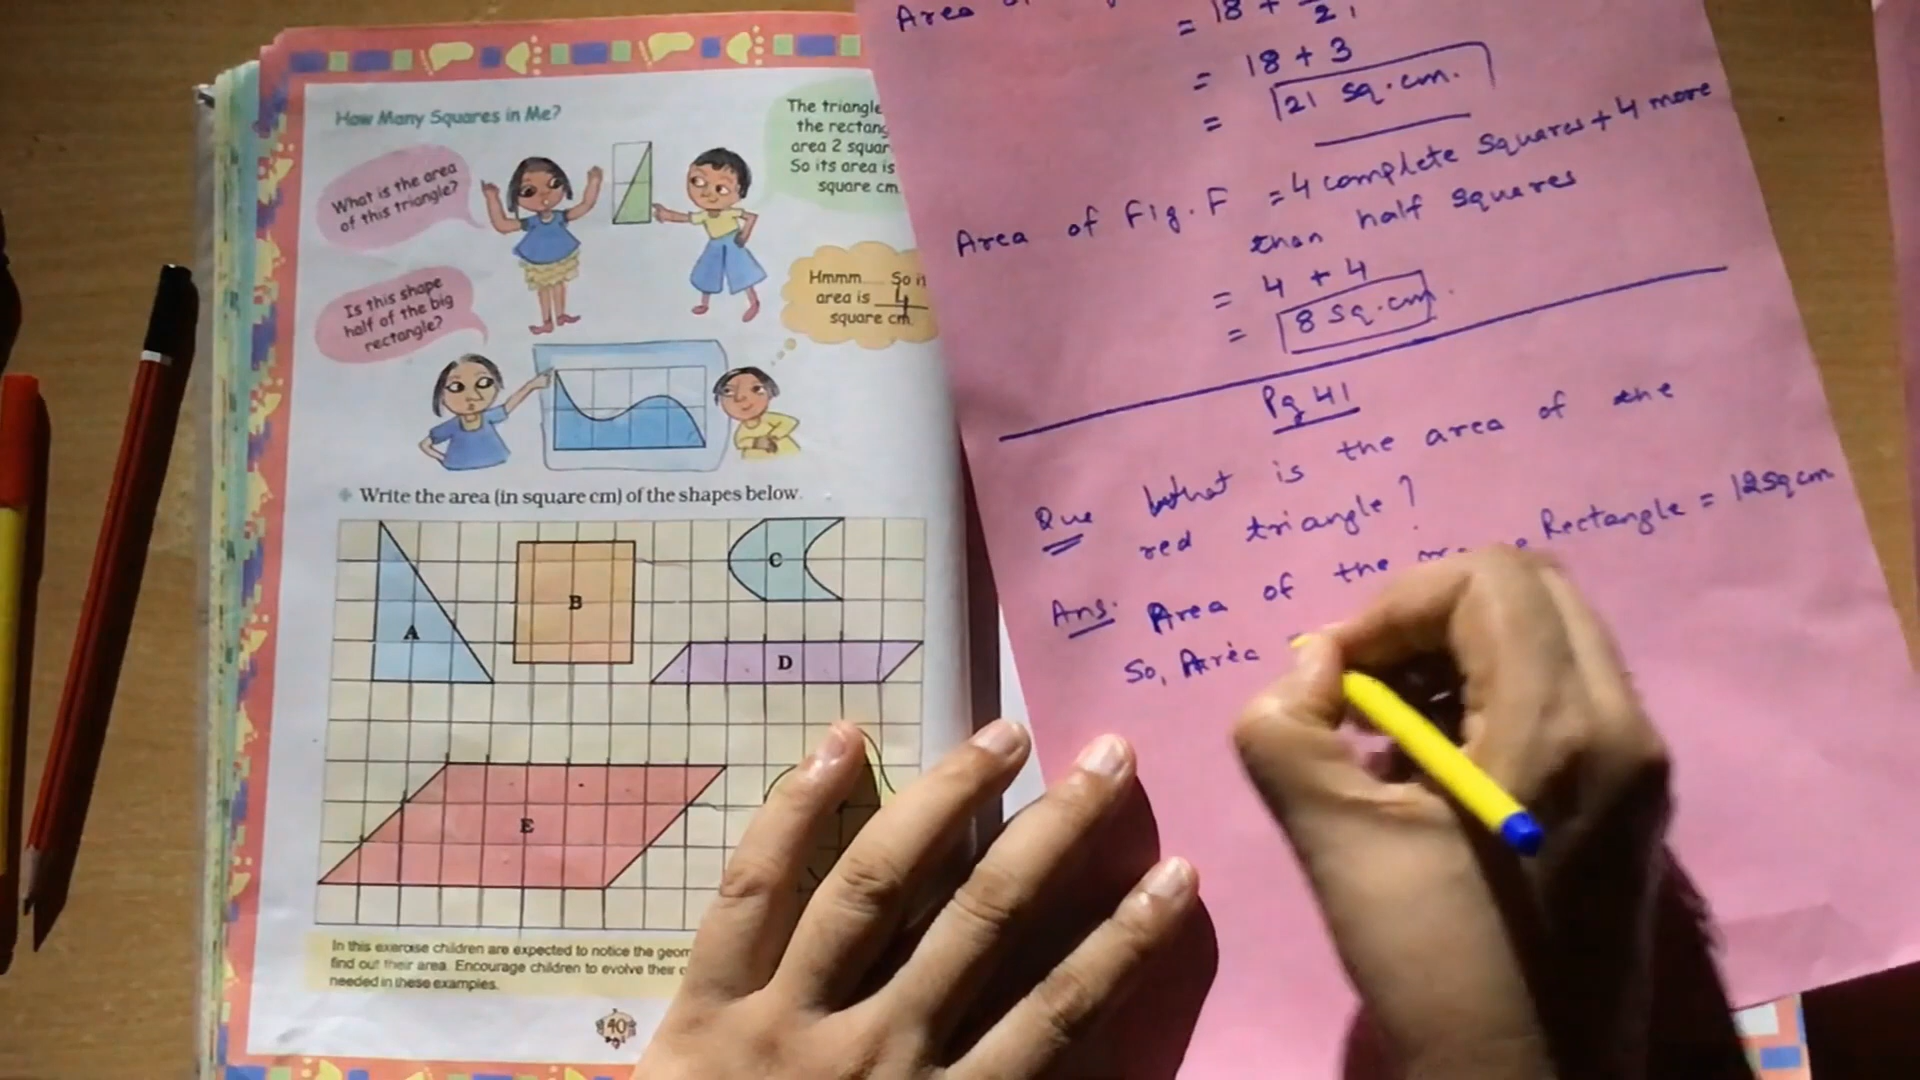 How Many Squares in Me?
What is the area
of this triangle?
The triangle
the rectang
area 2 squar
So its area is
square cm
Is this shape
half of the big
rectangle?
Hmmm.... So it
area is 4
square cm.
Write the area (in square cm) of the shapes below.
A
B
C
D
E
In this exercise children are expected to notice the geom
find out their area. Encourage children to evolve their
needed in these examples.
40
Area
= 18 +
2
= 18 + 3
= 21 sq.cm.
Area of Fig. F = 4 complete squares + 4 more
than half squares
= 4 + 4
= 8 sq.cm.
Pg 41
Que What is the area of the
red triangle?
Ans. Area of the Rectangle = 12 sq cm
So, Area